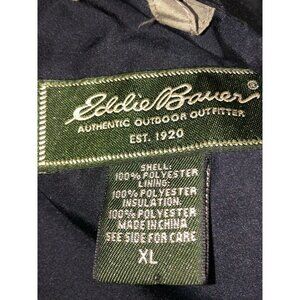 Eddie Bauer®
AUTHENTIC OUTDOOR OUTFITTER
EST. 1920
SHELL:
100% POLYESTER
LINING:
100% POLYESTER
INSULATION:
100% POLYESTER
MADE IN CHINA
SEE SIDE FOR CARE
XL